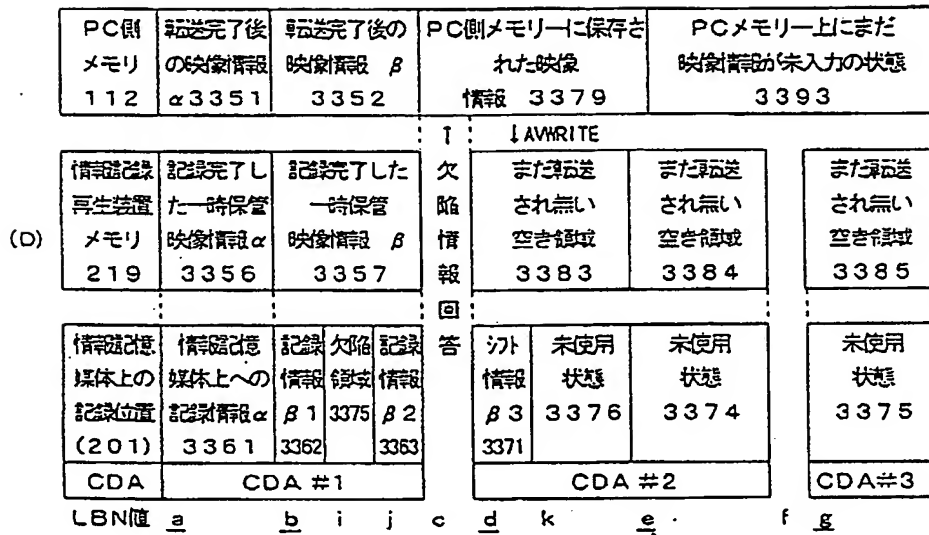 PC側 メモリ 112
転送完了後 の映像情報 α3351
転送完了後の 映像情報 β 3352
PC側メモリーに保存さ れた映像 情報 3379
PCメモリー上にまだ 映像情報が未入力の状態 3393
↑ ↓AVWRITE
(D)
情報記録 再生装置 メモリ 219
記録完了し た一時保管 映像情報α 3356
記録完了した 一時保管 映像情報 β 3357
欠陥情報回答
まだ転送 され無い 空き領域 3383
まだ転送 され無い 空き領域 3384
まだ転送 され無い 空き領域 3385
情報記憶 媒体上の 記録位置 (201)
情報記憶 媒体上への 記録情報α 3361
記録 情報 β1 3362
欠陥 領域 3375
記録 情報 β2 3363
シフト 情報 β3 3371
未使用 状態 3376
未使用 状態 3374
未使用 状態 3375
CDA CDA #1 CDA #2 CDA#3
LBN値 a b i j c d k e f g